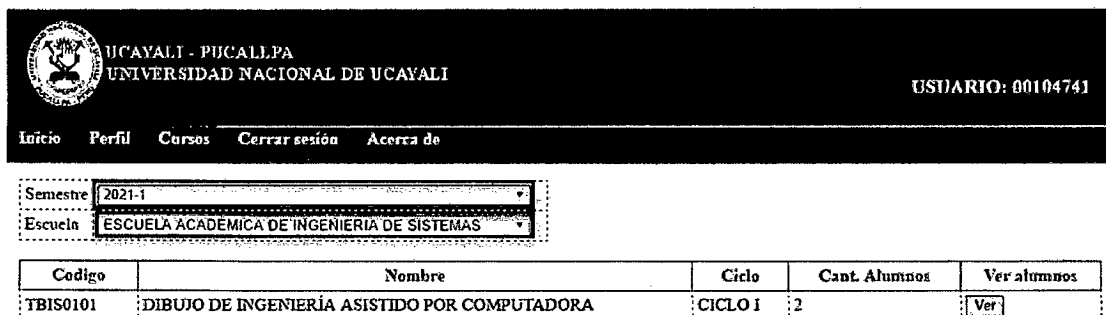 UCAYALI - PUCALLPA
UNIVERSIDAD NACIONAL DE UCAYALI
USUARIO: 00104741
Inicio Perfil Cursos Cerrar sesión Acerca de
Semestre 2021-1
Escuela ESCUELA ACADEMICA DE INGENIERIA DE SISTEMAS
Codigo Nombre Ciclo Cant. Alumnos Ver alumnos
TBIS0101 DIBUJO DE INGENIERÍA ASISTIDO POR COMPUTADORA CICLO I 2 Ver